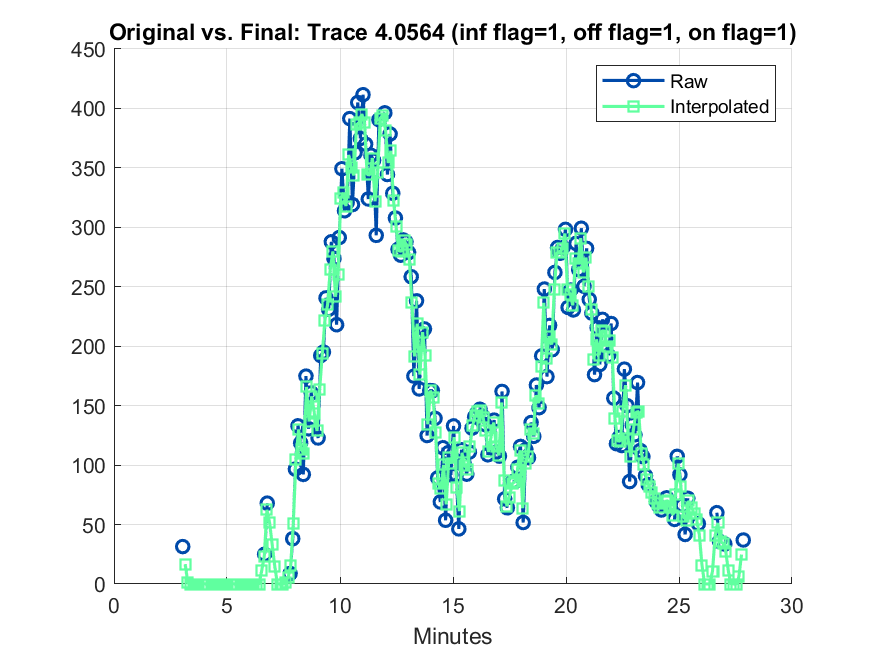 Original vs. Final: Trace 4.0564 (inf flag=1, off flag=1, on flag=1)
450
400
350
300
250
200
150
100
50
0
Raw
Interpolated
0 5 10 15 20 25 30
Minutes